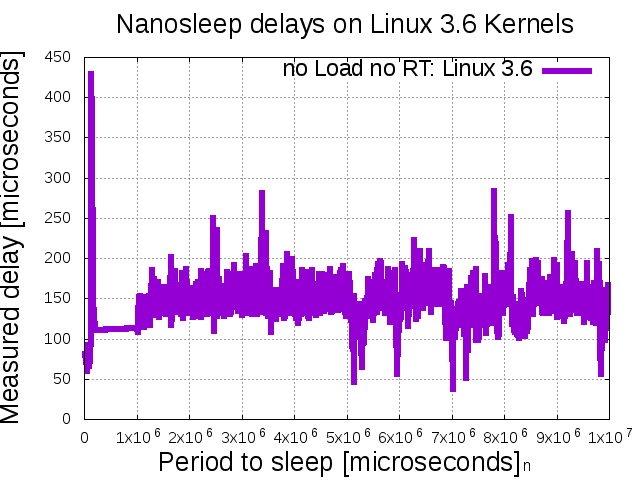 Nanosleep delays on Linux 3.6 Kernels
no Load no RT: Linux 3.6
Measured delay [microseconds]
450
400
350
300
250
200
150
100
50
0
0 1x10^6 2x10^6 3x10^6 4x10^6 5x10^6 6x10^6 7x10^6 8x10^6 9x10^6 1x10^7
Period to sleep [microseconds]n